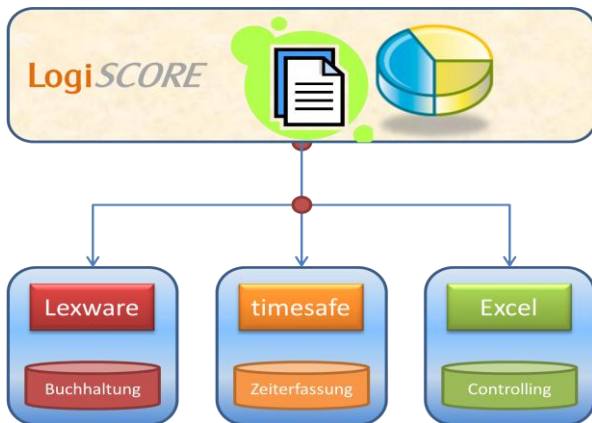 LogiSCORE
Lexware
timesafe
Excel
Buchhaltung
Zeiterfassung
Controlling